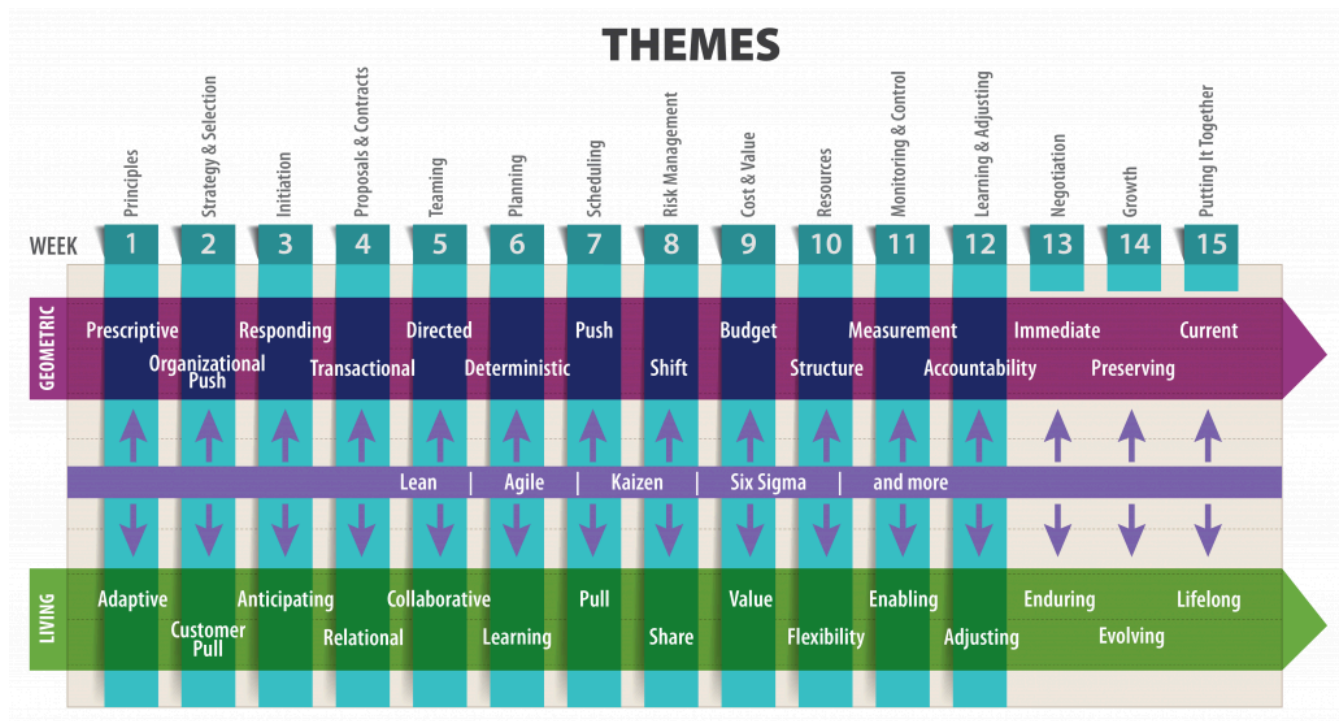 THEMES
Principles
Strategy & Selection
Initiation
Proposals & Contracts
Teaming
Planning
Scheduling
Risk Management
Cost & Value
Resources
Monitoring & Control
Learning & Adjusting
Negotiation
Growth
Putting It Together
WEEK 1 2 3 4 5 6 7 8 9 10 11 12 13 14 15
GEOMETRIC
Prescriptive Responding Directed Push Budget Measurement Immediate Current
Organizational
Push
Transactional Deterministic Shift Structure Accountability Preserving
Lean | Agile | Kaizen | Six Sigma | and more
LIVING
Adaptive Anticipating Collaborative Pull Value Enabling Enduring Lifelong
Customer
Pull
Relational Learning Share Flexibility Adjusting Evolving